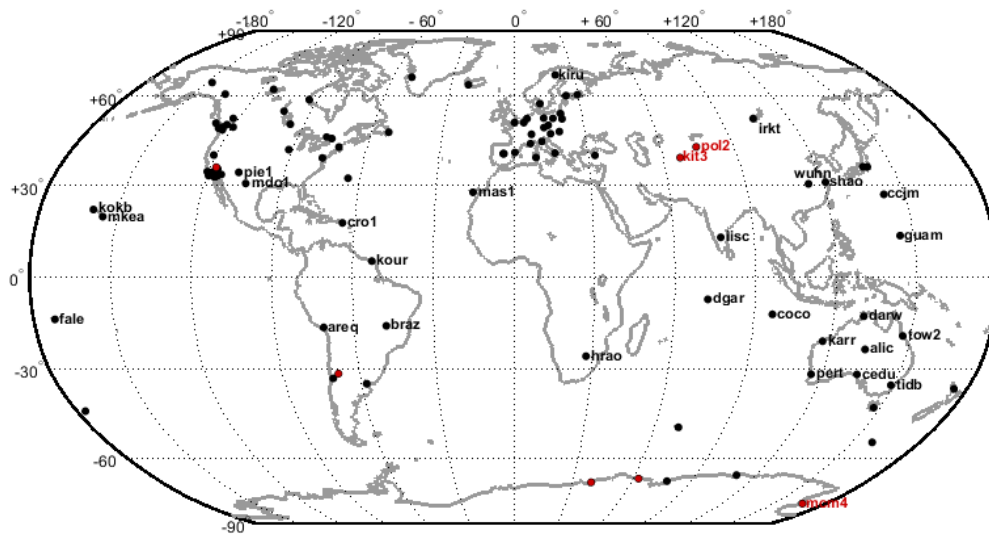 -180° -120° - 60° 0° + 60° +120° +180°
+90
kiru
+60°
irkt
pol2
kit3
pie1
mdo1
wuhn shao
+30°
mas1
ccjm
kokb
mkea
cro1
lisc
guam
kour
0°
dgar
coco
fale
areq braz
darw
karr
tow2
alic
hrao
-30°
pert cedu
tidb
-60
mcm4
-90